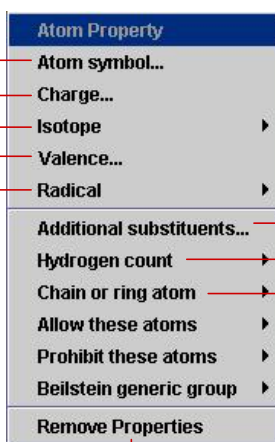 Atom Property
Atom symbol...
Charge...
Isotope
Valence...
Radical
Additional substituents...
Hydrogen count
Chain or ring atom
Allow these atoms
Prohibit these atoms
Beilstein generic group
Remove Properties